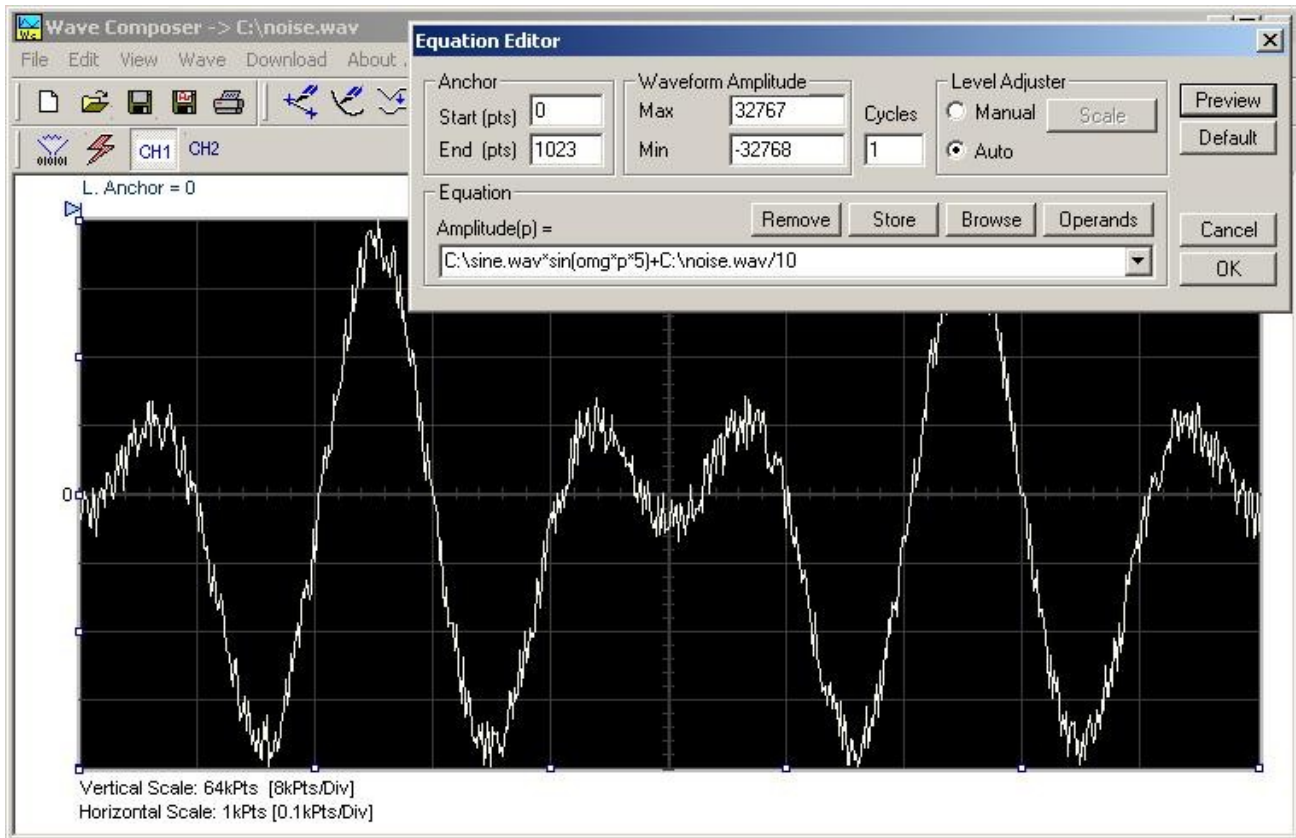 Wave Composer -> C:\noise.wav
File Edit View Wave Download About
CH1 CH2
Equation Editor
Anchor
Start (pts) 0
End (pts) 1023
Waveform Amplitude
Max 32767
Min -32768
Cycles
1
Level Adjuster
Manual Scale
Auto
Preview
Default
Equation
Amplitude(p) =
Remove Store Browse Operands
C:\sine.wav*sin(omg*p*5)+C:\noise.wav/10
Cancel
OK
L. Anchor = 0
0
Vertical Scale: 64kPts [8kPts/Div]
Horizontal Scale: 1kPts [0.1kPts/Div]